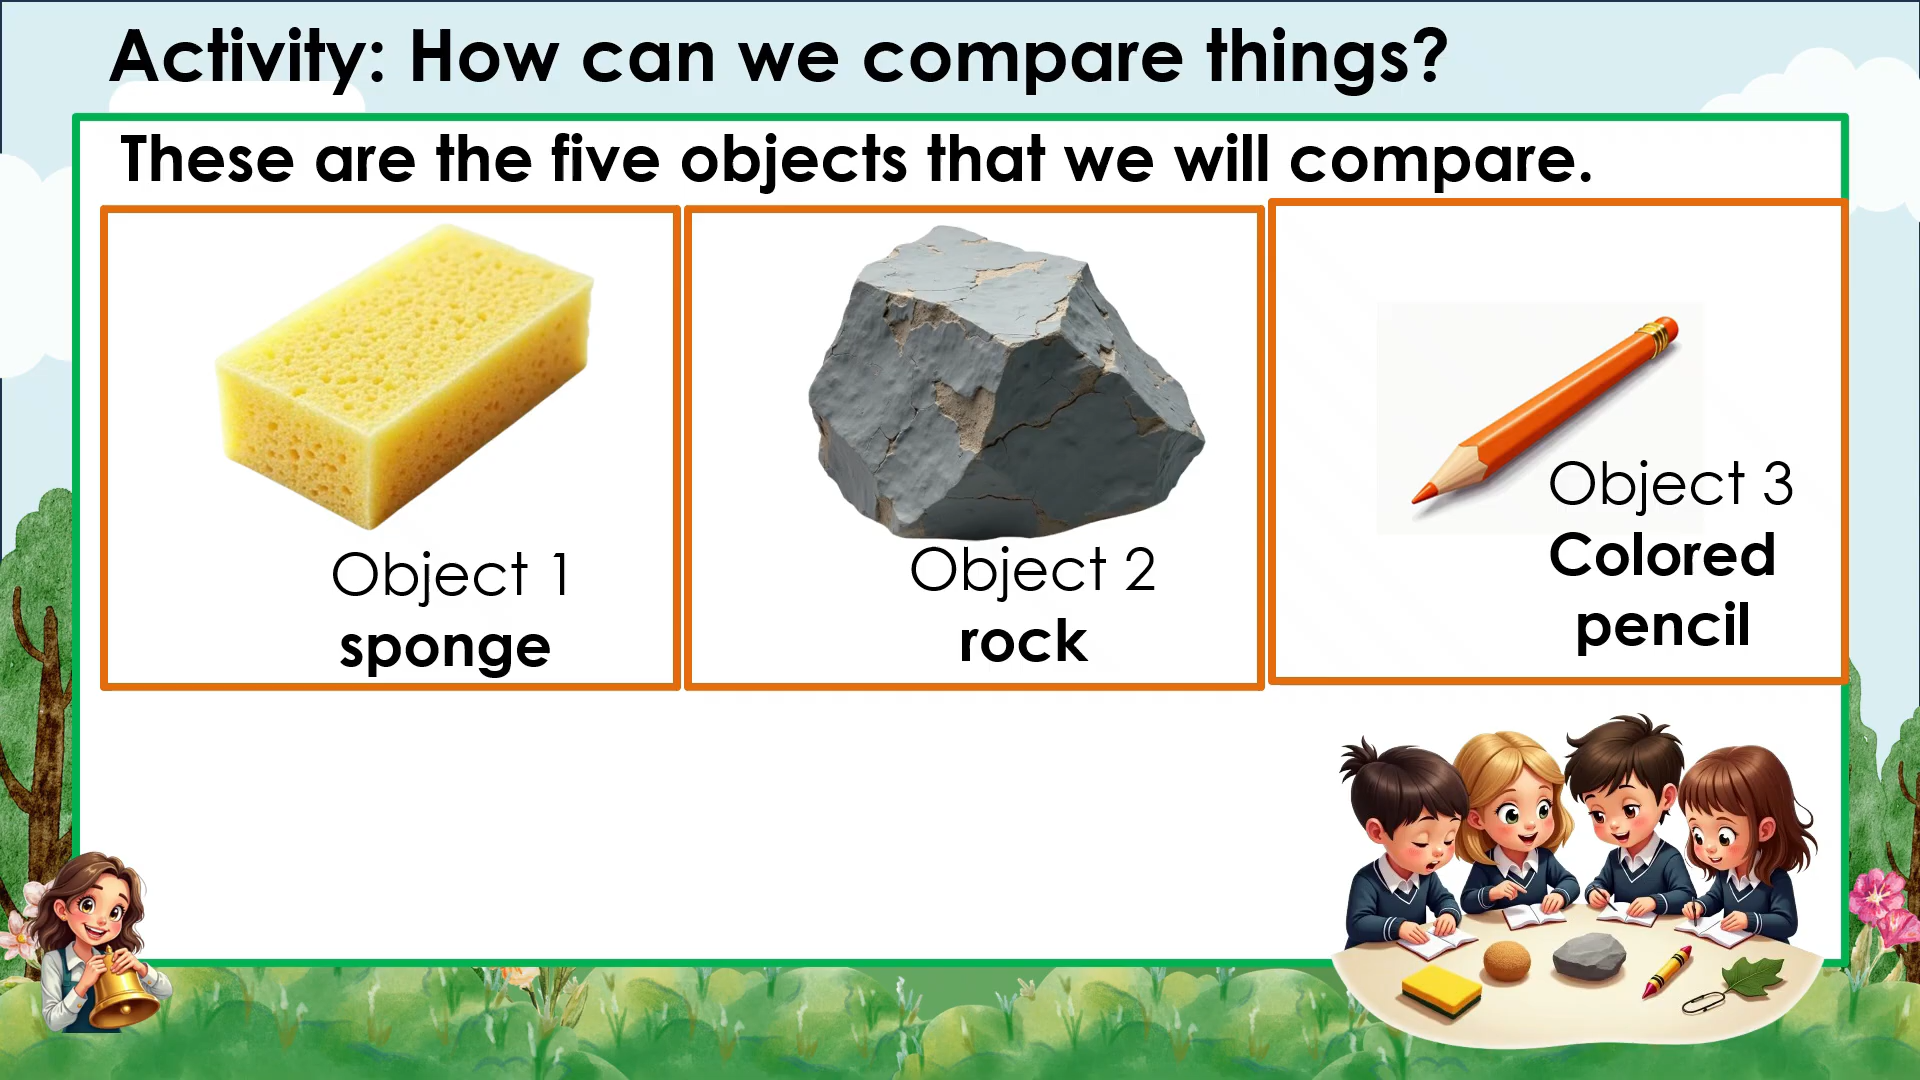 Activity: How can we compare things?
These are the five objects that we will compare.
Object 1
sponge
Object 2
rock
Object 3
Colored
pencil